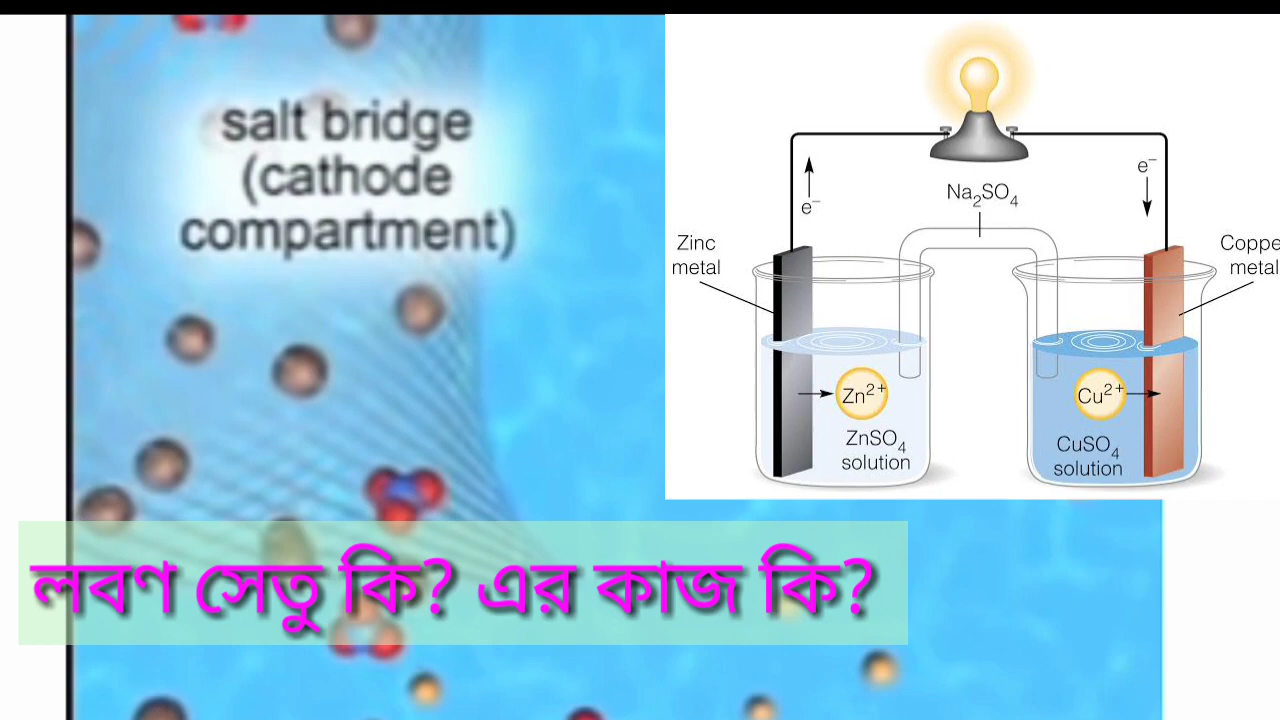 salt bridge
(cathode
compartment)
e⁻
e⁻
Na₂SO₄
Zinc
metal
Coppe
metal
Zn²⁺
Cu²⁺
ZnSO₄
solution
CuSO₄
solution
লবণ সেতু কি? এর কাজ কি?